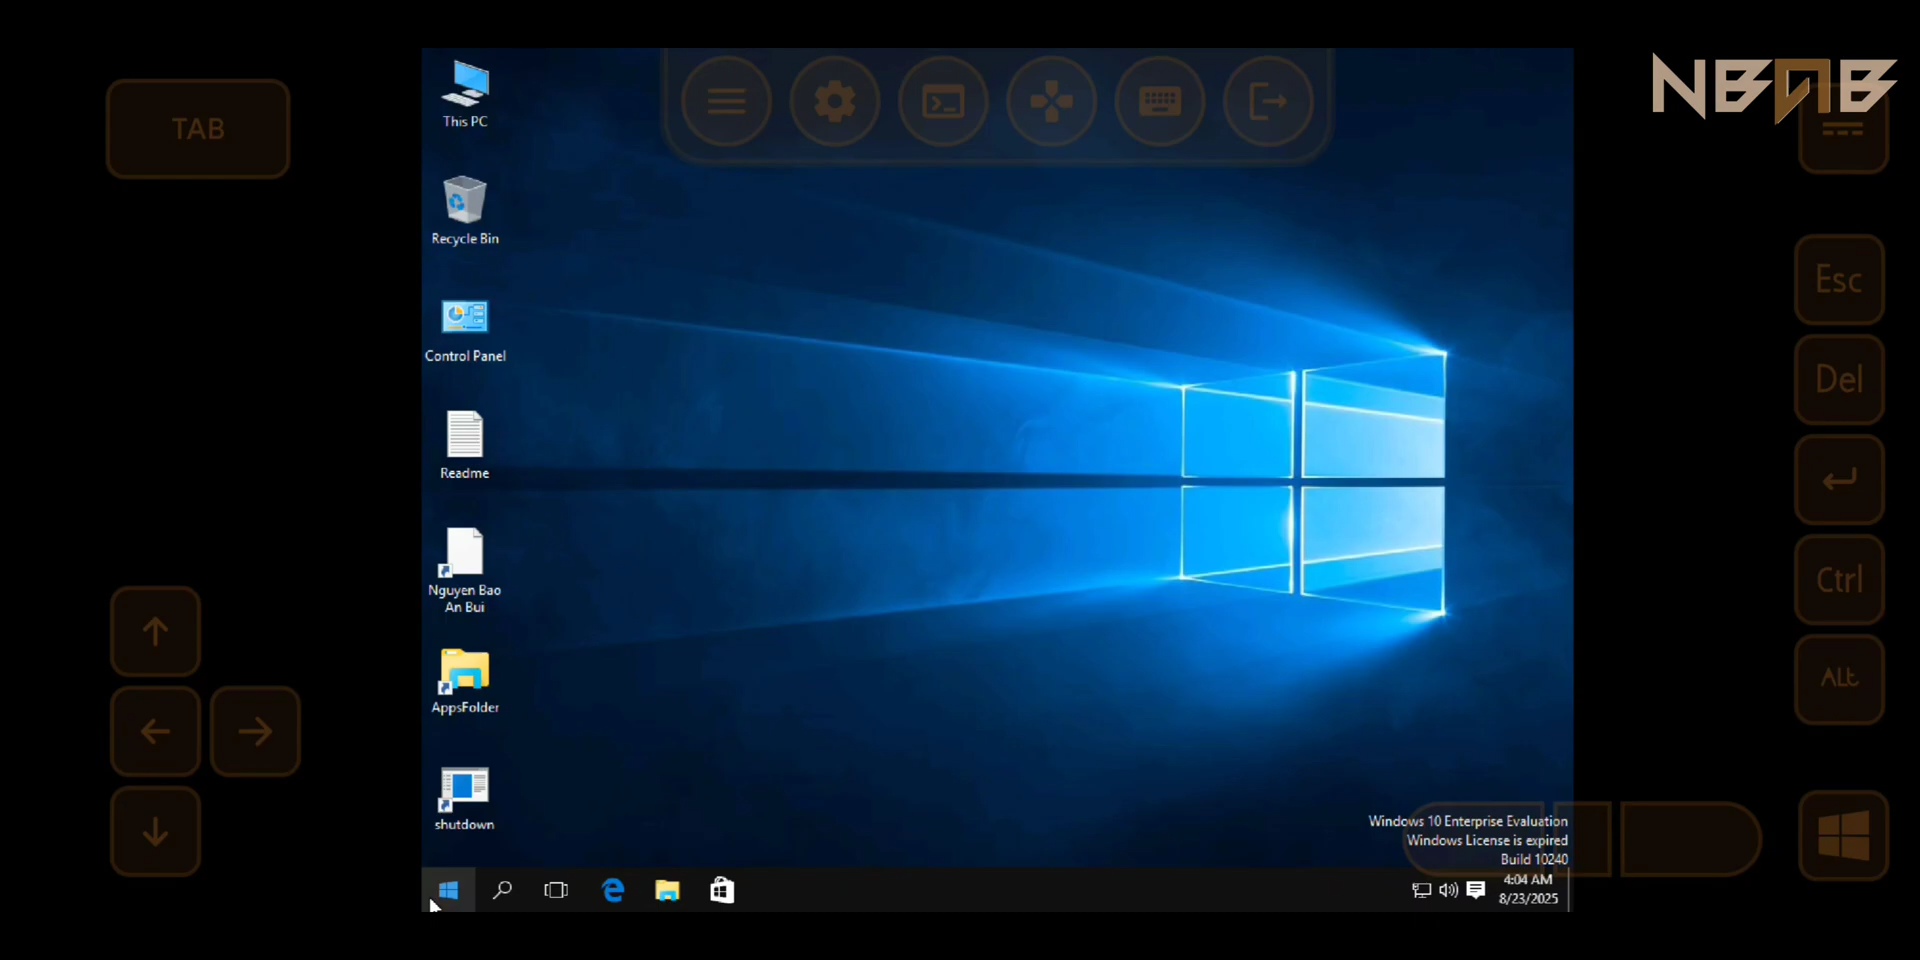 TAB
NBAB
This PC
Recycle Bin
Control Panel
Readme
Nguyen Bao
An Bui
AppsFolder
shutdown
Esc
Del
Ctrl
ALt
Windows 10 Enterprise Evaluation
Windows License is expired
Build 10240
4:04 AM
8/23/2025